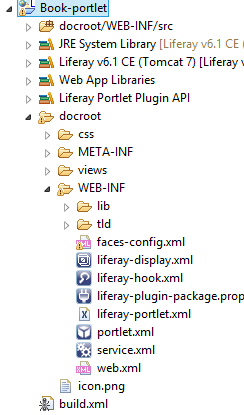 Book-portlet
docroot/WEB-INF/src
JRE System Library [Liferay v6.1 CE (
Liferay v6.1 CE (Tomcat 7) [Liferay v
Web App Libraries
Liferay Portlet Plugin API
docroot
css
META-INF
views
WEB-INF
lib
tld
faces-config.xml
liferay-display.xml
liferay-hook.xml
liferay-plugin-package.prop
liferay-portlet.xml
portlet.xml
service.xml
web.xml
icon.png
build.xml